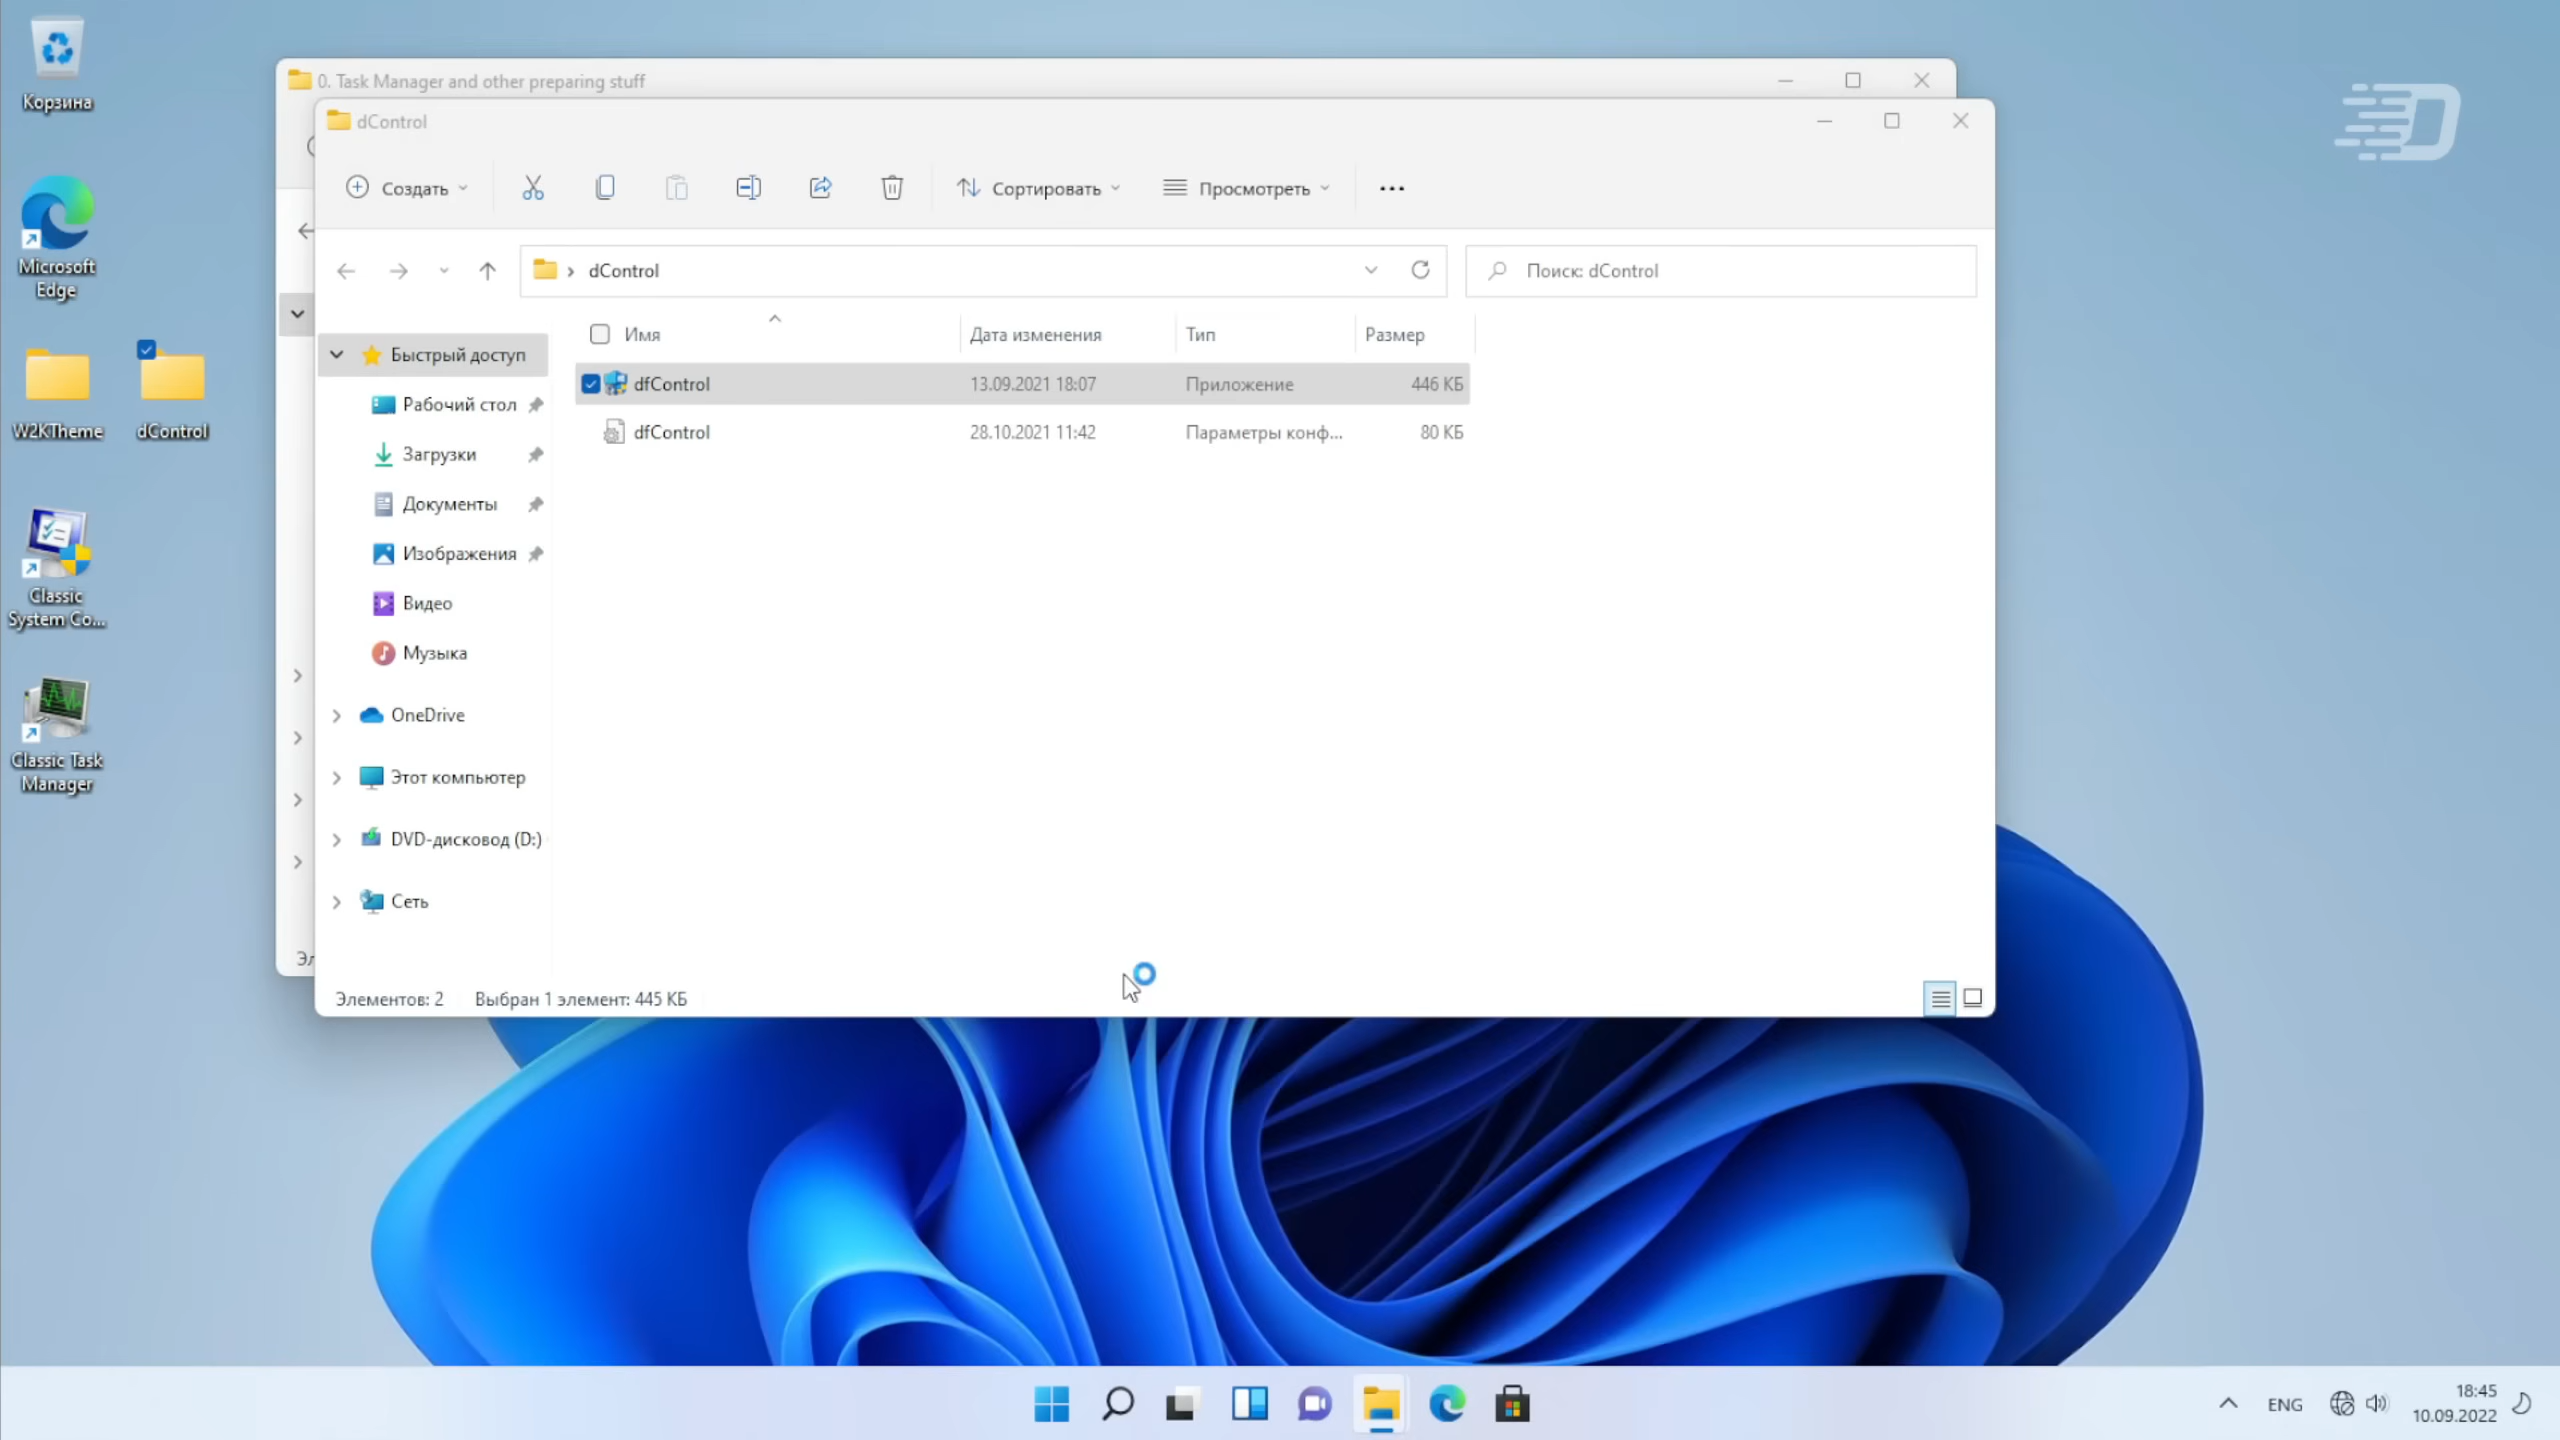 Корзина
Microsoft
Edge
W2KTheme
dControl
Classic
System Co...
Classic Task
Manager
0. Task Manager and other preparing stuff
dControl
Создать
Сортировать
Просмотреть
dControl
Поиск: dControl
Имя
Дата изменения
Тип
Размер
dfControl
13.09.2021 18:07
Приложение
446 КБ
dfControl
28.10.2021 11:42
Параметры конф...
80 КБ
Быстрый доступ
Рабочий стол
Загрузки
Документы
Изображения
Видео
Музыка
OneDrive
Этот компьютер
DVD-дисковод (D:)
Сеть
Эл
Элементов: 2
Выбран 1 элемент: 445 КБ
ENG
18:45
10.09.2022